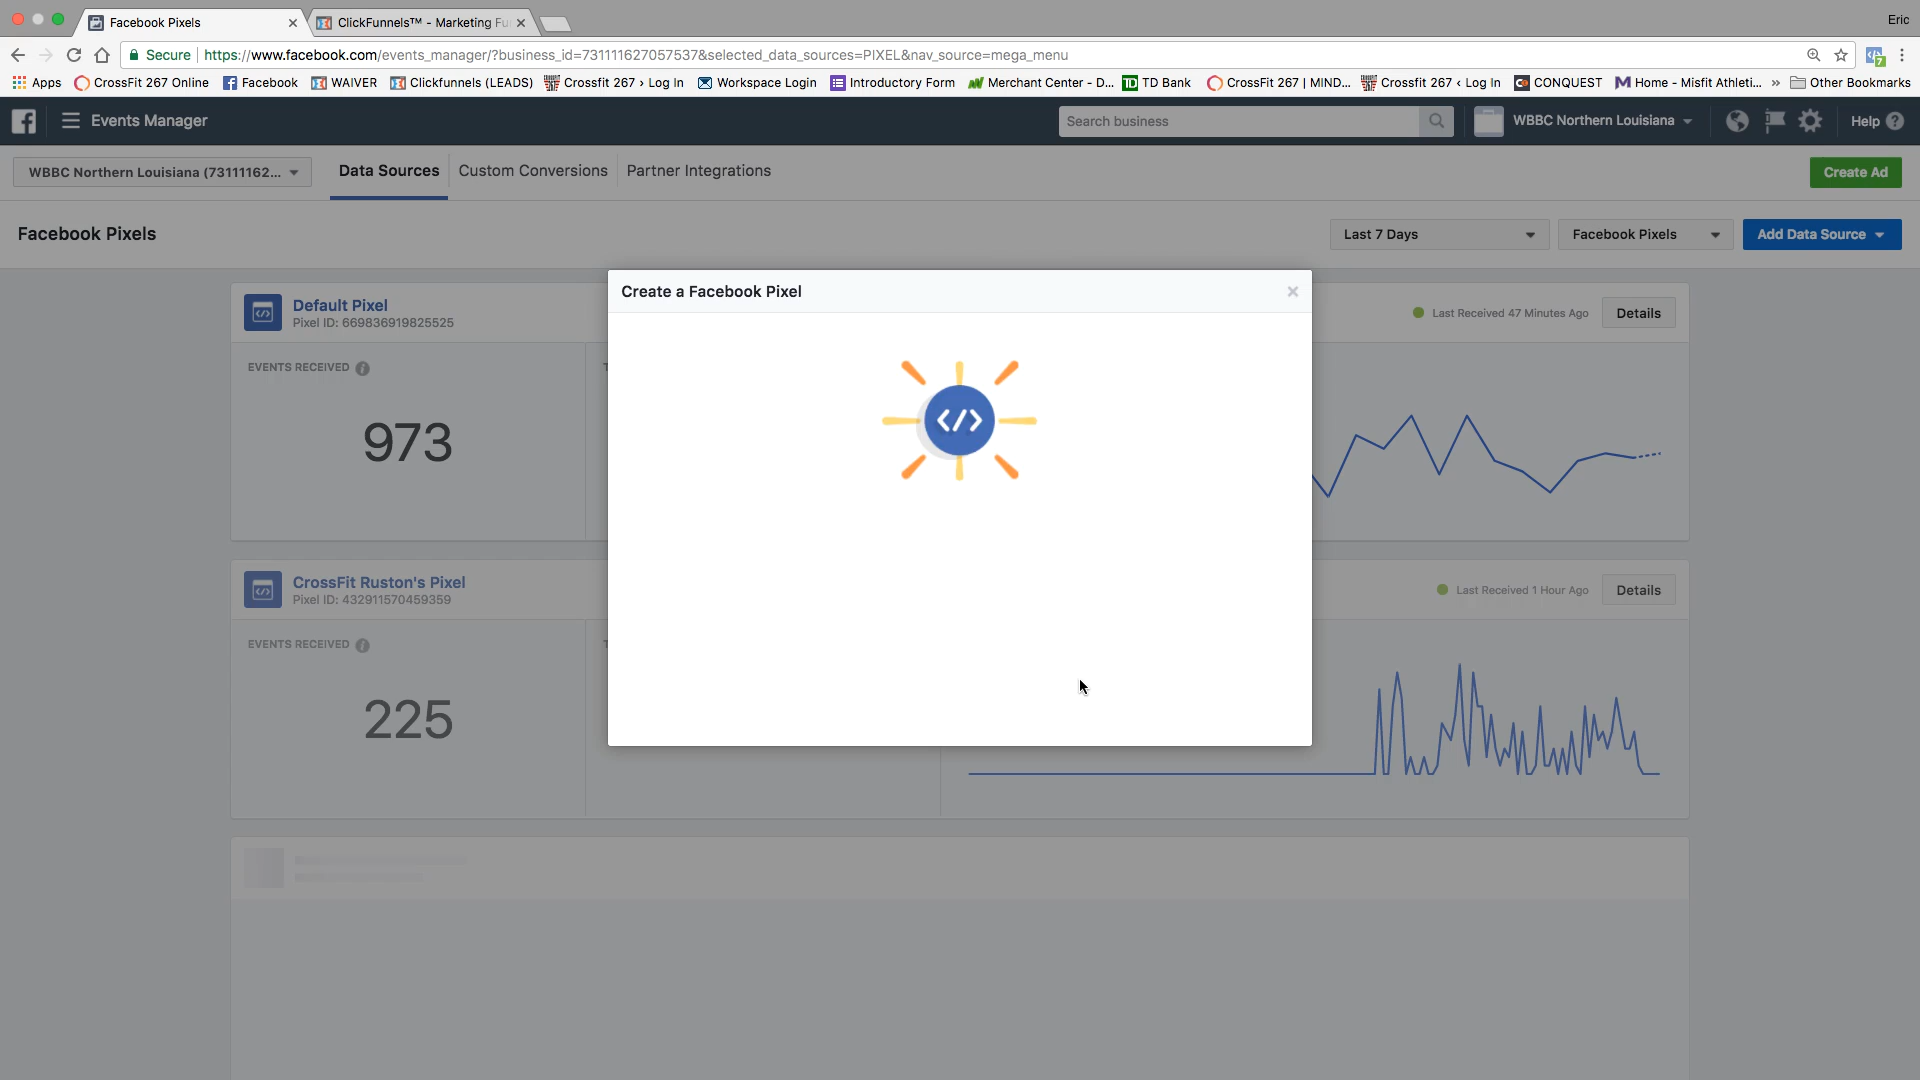 Facebook Pixels
ClickFunnels™ - Marketing Fu
Eric
Secure
https://www.facebook.com/events_manager/?business_id=731111627057537&selected_data_sources=PIXEL&nav_source=mega_menu
7
Apps
CrossFit 267 Online
Facebook
WAIVER
Clickfunnels (LEADS)
Crossfit 267 › Log In
Workspace Login
Introductory Form
Merchant Center - D...
TD Bank
CrossFit 267 | MIND...
Crossfit 267 ‹ Log In
CONQUEST
Home - Misfit Athleti...
»
Other Bookmarks
Events Manager
Search business
WBBC Northern Louisiana
Help
WBBC Northern Louisiana (73111162...
Data Sources
Custom Conversions
Partner Integrations
Create Ad
Facebook Pixels
Last 7 Days
Facebook Pixels
Add Data Source
Create a Facebook Pixel
Default Pixel
Pixel ID: 669836919825525
Last Received 47 Minutes Ago
Details
EVENTS RECEIVED
973
CrossFit Ruston's Pixel
Pixel ID: 432911570459359
Last Received 1 Hour Ago
Details
EVENTS RECEIVED
225